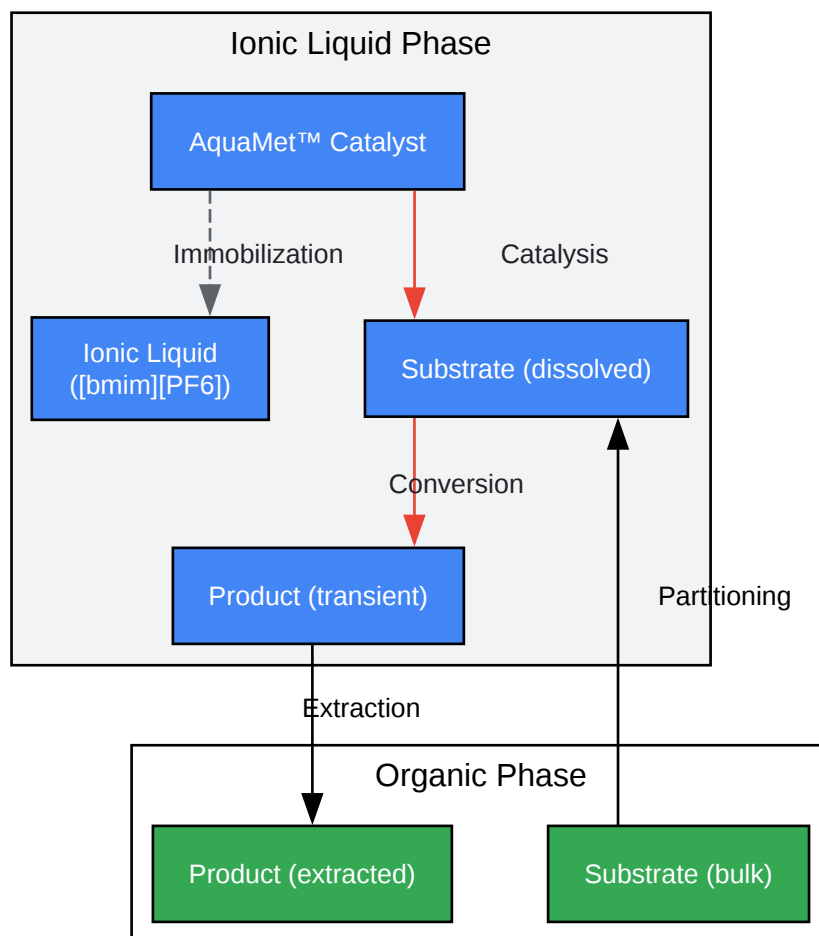 Ionic Liquid Phase
AquaMet™ Catalyst
Immobilization
Catalysis
Ionic Liquid
([bmim][PF6])
Substrate (dissolved)
Conversion
Product (transient)
Partitioning
Extraction
Organic Phase
Product (extracted)
Substrate (bulk)